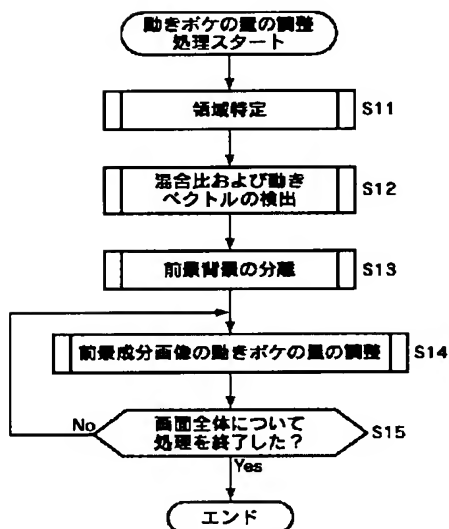 動きボケの量の調整
処理スタート
領域特定
S11
混合比および動き
ベクトルの検出
S12
前景背景の分離
S13
前景成分画像の動きボケの量の調整
S14
画面全体について
処理を終了した?
S15
No
Yes
エンド